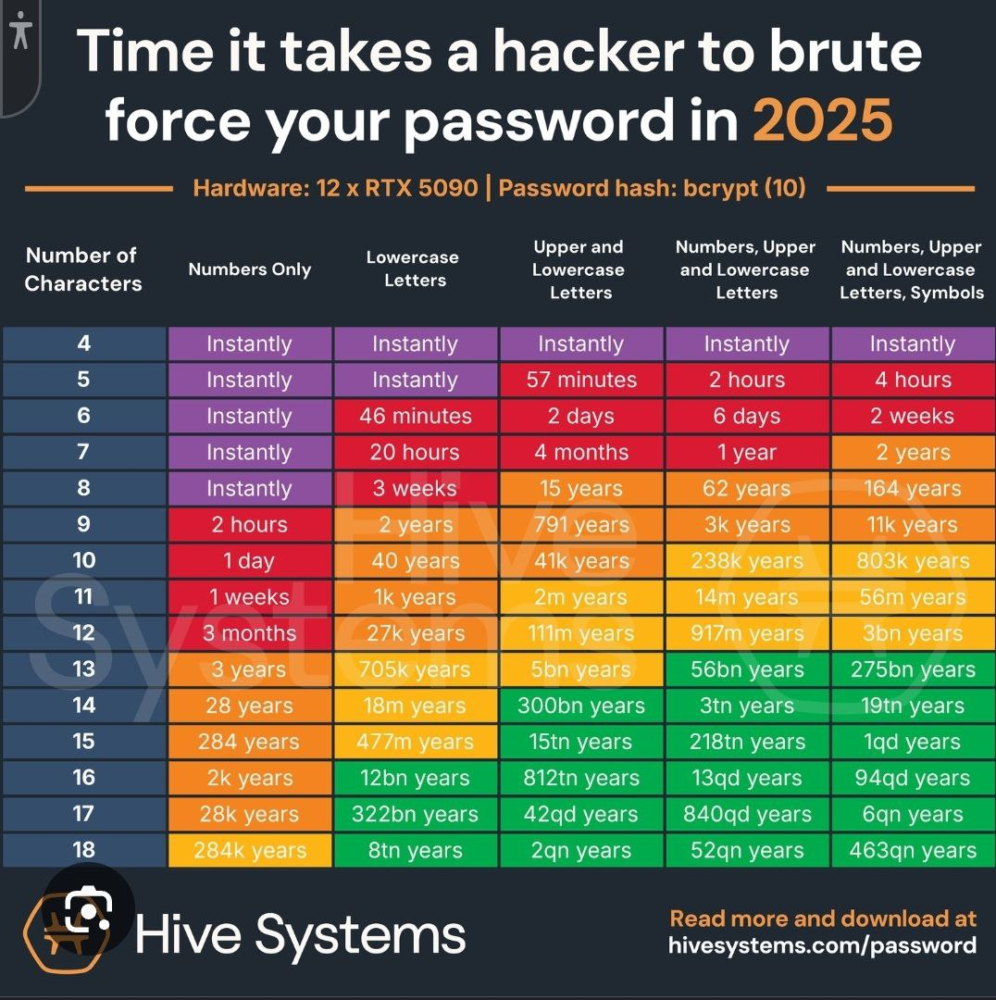 Time it takes a hacker to brute
force your password in 2025
Hardware: 12 x RTX 5090 | Password hash: bcrypt (10)
Number of Characters Numbers Only Lowercase Letters Upper and Lowercase Letters Numbers, Upper and Lowercase Letters Numbers, Upper and Lowercase Letters, Symbols
4 Instantly Instantly Instantly Instantly Instantly
5 Instantly Instantly 57 minutes 2 hours 4 hours
6 Instantly 46 minutes 2 days 6 days 2 weeks
7 Instantly 20 hours 4 months 1 year 2 years
8 Instantly 3 weeks 15 years 62 years 164 years
9 2 hours 2 years 791 years 3k years 11k years
10 1 day 40 years 41k years 238k years 803k years
11 1 weeks 1k years 2m years 14m years 56m years
12 3 months 27k years 111m years 917m years 3bn years
13 3 years 705k years 5bn years 56bn years 275bn years
14 28 years 18m years 300bn years 3tn years 19tn years
15 284 years 477m years 15tn years 218tn years 1qd years
16 2k years 12bn years 812tn years 13qd years 94qd years
17 28k years 322bn years 42qd years 840qd years 6qn years
18 284k years 8tn years 2qn years 52qn years 463qn years
Hive
Systems
Hive Systems
Read more and download at
hivesystems.com/password